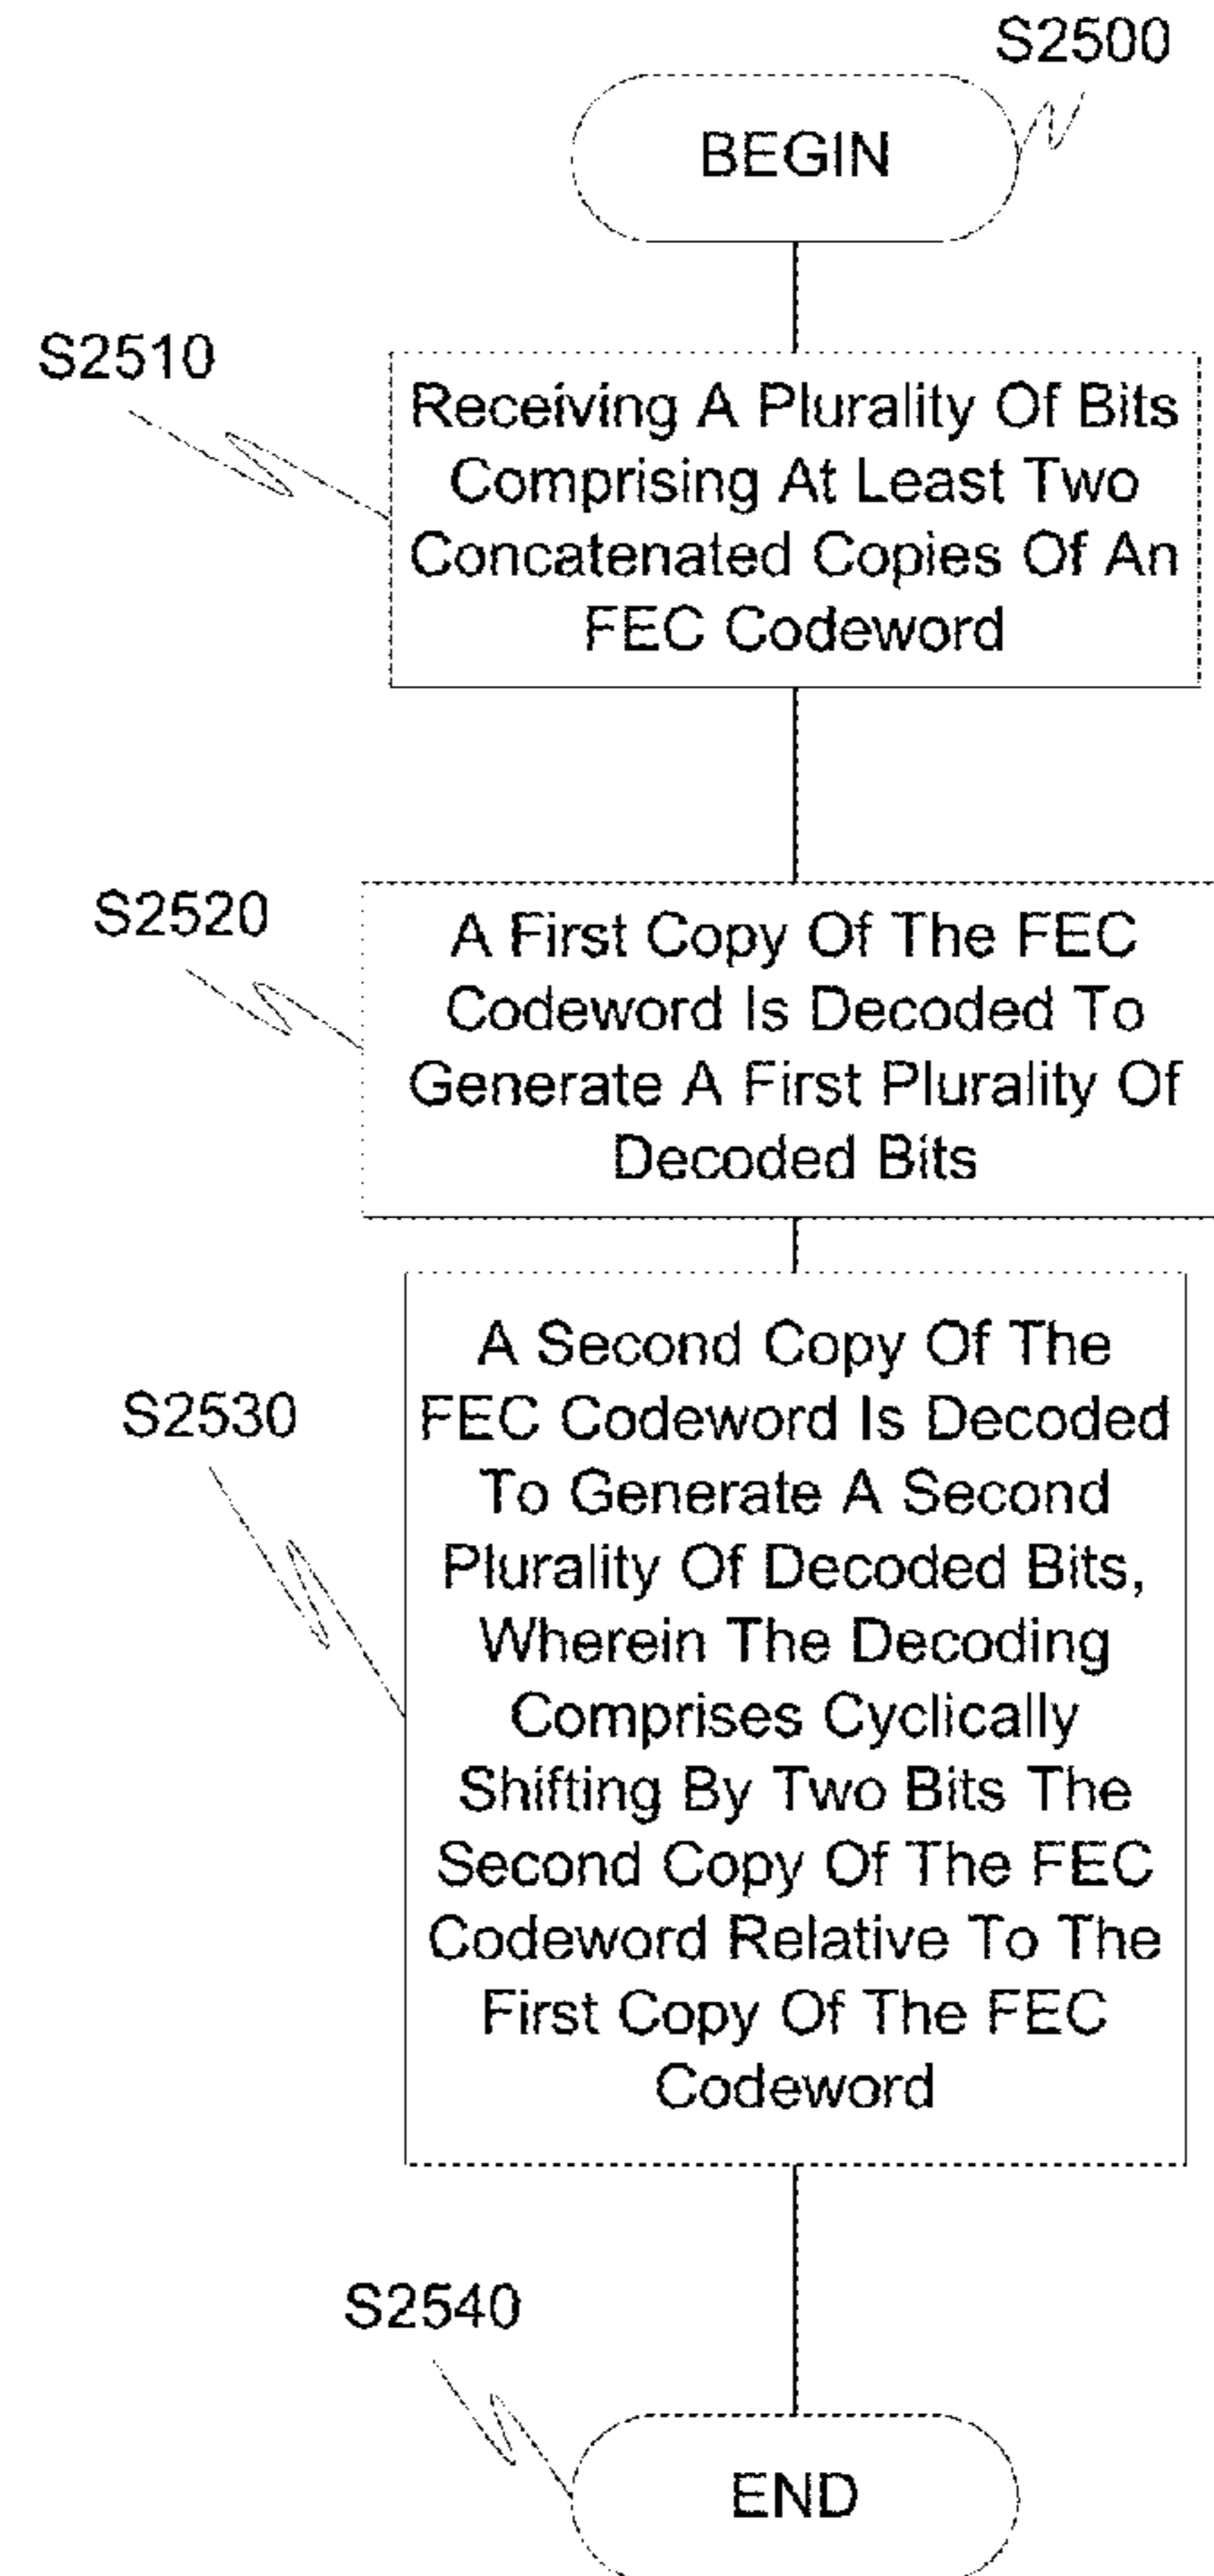 S2500
BEGIN
S2510
Receiving A Plurality Of Bits
Comprising At Least Two
Concatenated Copies Of An
FEC Codeword
S2520
A First Copy Of The FEC
Codeword Is Decoded To
Generate A First Plurality Of
Decoded Bits
S2530
A Second Copy Of The
FEC Codeword Is Decoded
To Generate A Second
Plurality Of Decoded Bits,
Wherein The Decoding
Comprises Cyclically
Shifting By Two Bits The
Second Copy Of The FEC
Codeword Relative To The
First Copy Of The FEC
Codeword
S2540
END